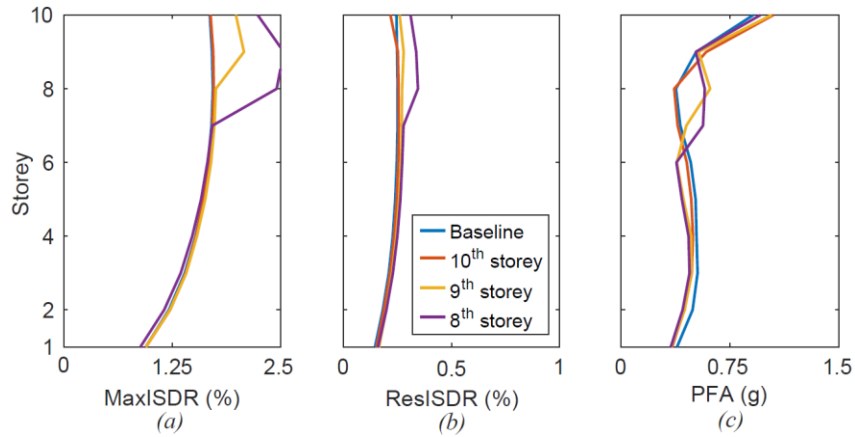 10
8
6
4
2
1
Storey
0 1.25 2.5
0 0.5 1
0 0.75 1.5
MaxISDR (%)
ResISDR (%)
PFA (g)
(a)
(b)
(c)
Baseline
10th storey
9th storey
8th storey